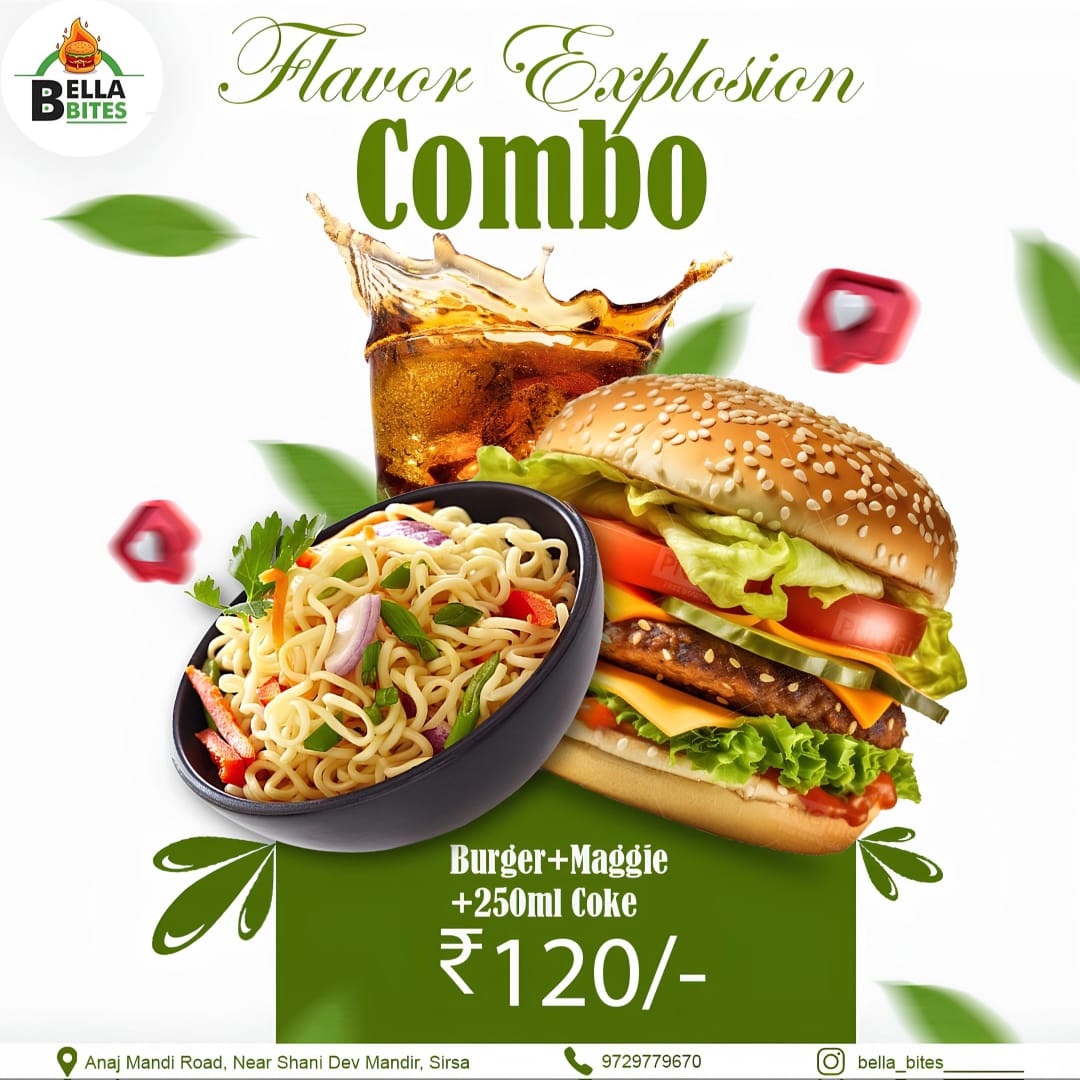 BELLA
BITES
Flavor Explosion
Combo
Burger+Maggie
+250ml Coke
₹120/-
Anaj Mandi Road, Near Shani Dev Mandir, Sirsa
9729779670
bella_bites_________